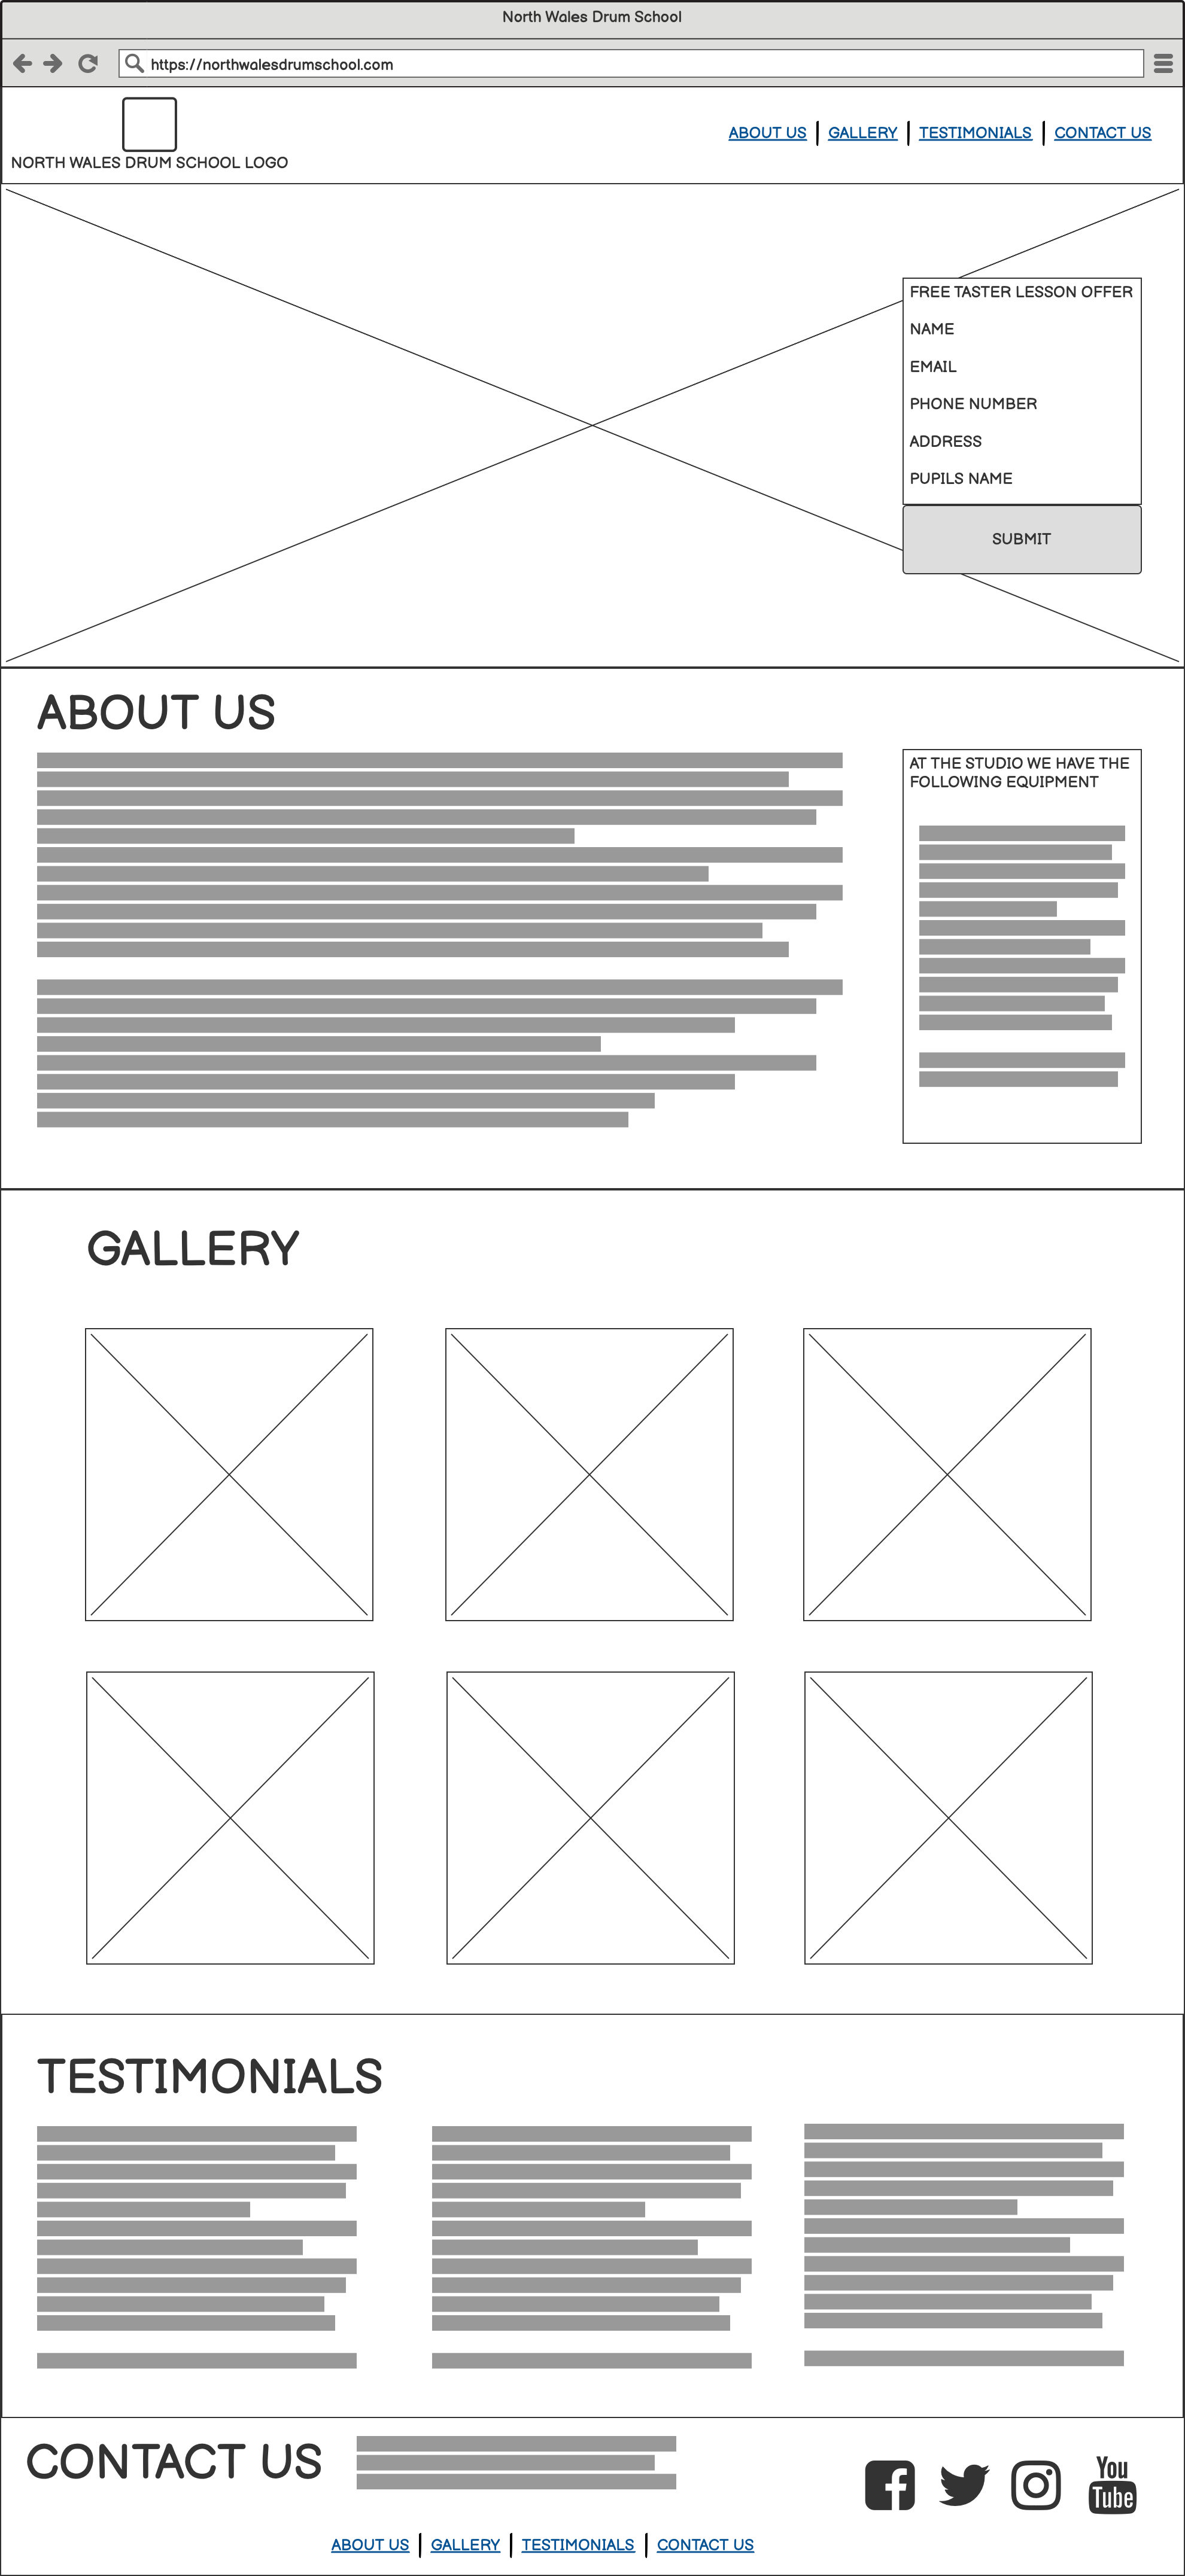 North Wales Drum School
https://northwalesdrumschool.com
NORTH WALES DRUM SCHOOL LOGO
ABOUT US
GALLERY
TESTIMONIALS
CONTACT US
FREE TASTER LESSON OFFER
NAME
EMAIL
PHONE NUMBER
ADDRESS
PUPILS NAME
SUBMIT
ABOUT US
AT THE STUDIO WE HAVE THE
FOLLOWING EQUIPMENT
GALLERY
TESTIMONIALS
CONTACT US
You
Tube
ABOUT US
GALLERY
TESTIMONIALS
CONTACT US